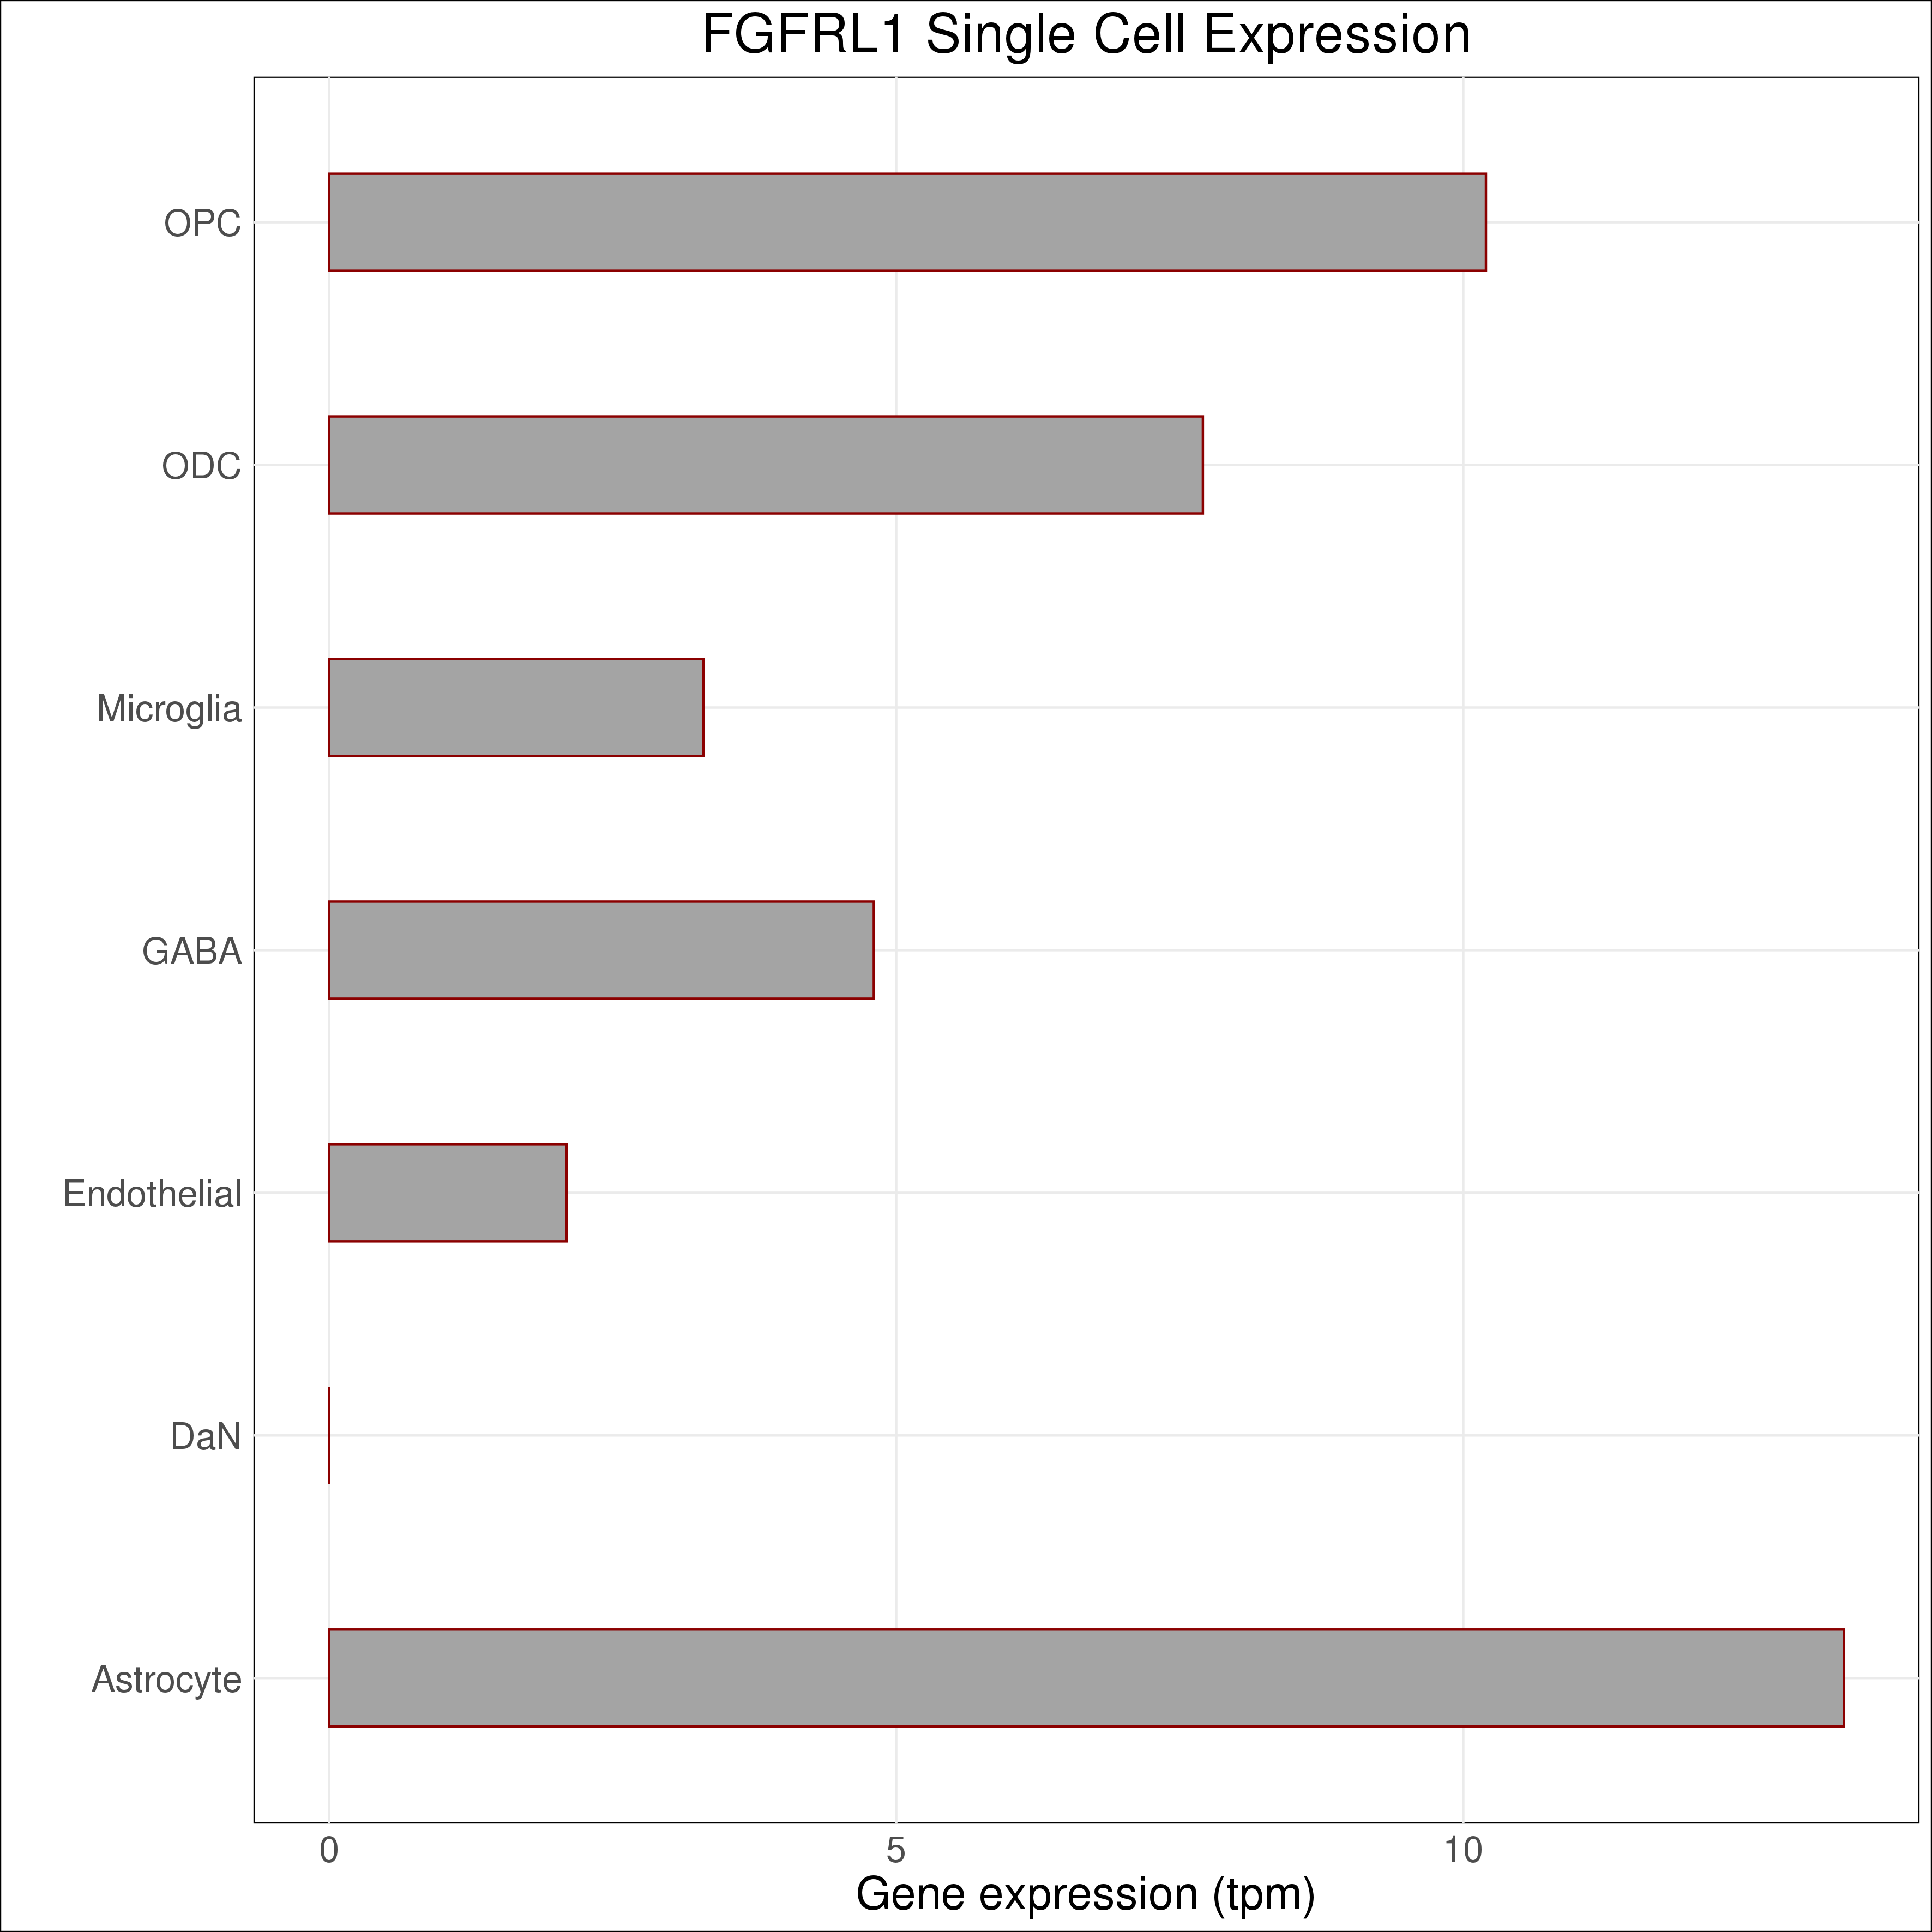 FGFRL1 Single Cell Expression
OPC
ODC
Microglia
GABA
Endothelial
DaN
Astrocyte
0 5 10
Gene expression (tpm)